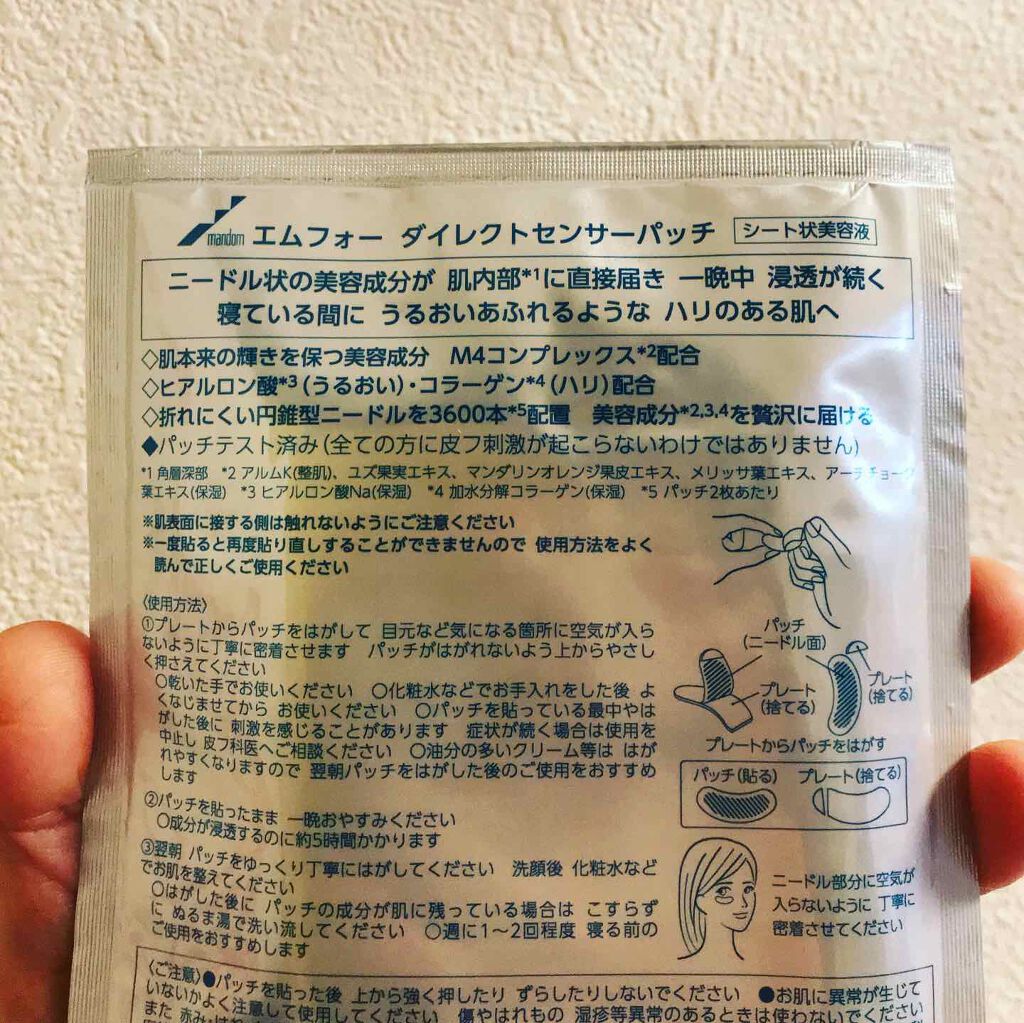 mandom エムフォー ダイレクトセンサーパッチ シート状美容液
ニードル状の美容成分が 肌内部*1に直接届き 一晩中 浸透が続く
寝ている間に うるおいあふれるような ハリのある肌へ
◇肌本来の輝きを保つ美容成分 M4コンプレックス*2配合
◇ヒアルロン酸*3(うるおい)・コラーゲン*4(ハリ)配合
◇折れにくい円錐型ニードルを3600本*5配置 美容成分*2,3,4を贅沢に届ける
◆パッチテスト済み(全ての方に皮フ刺激が起こらないわけではありません)
*1 角層深部 *2 アルムK(整肌)、ユズ果実エキス、マンダリンオレンジ果皮エキス、メリッサ葉エキス、アーチチョーク
葉エキス(保湿) *3 ヒアルロン酸Na(保湿) *4 加水分解コラーゲン(保湿) *5 パッチ2枚あたり
※肌表面に接する側は触れないようにご注意ください
※一度貼ると再度貼り直しすることができませんので 使用方法をよく
読んで正しくご使用ください
〈使用方法〉
①プレートからパッチをはがして 目元など気になる箇所に空気が入ら
ないように丁寧に密着させます パッチがはがれないよう上からやさし
く押さえてください
○乾いた手でお使いください ○化粧水などでお手入れをした後 よ
くなじませてから お使いください ○パッチを貼っている最中やは
がした後に 刺激を感じることがあります 症状が続く場合は使用を
中止し 皮フ科医へご相談ください ○油分の多いクリーム等は はが
れやすくなりますので 翌朝パッチをはがした後のご使用をおすすめ
します
②パッチを貼ったまま 一晩おやすみください
○成分が浸透するのに約5時間かかります
③翌朝 パッチをゆっくり丁寧にはがしてください 洗顔後 化粧水など
でお肌を整えてください
○はがした後に パッチの成分が肌に残っている場合は こすらず
に ぬるま湯で洗い流してください ○週に1～2回程度 寝る前の
ご使用をおすすめします
パッチ
(ニードル面)
プレート
(捨てる)
プレート
(捨てる)
プレートからパッチをはがす
パッチ(貼る) プレート(捨てる)
ニードル部分に空気が
入らないように 丁寧に
密着させてください
〈ご注意〉●パッチを貼った後 上から強く押したり ずらしたりしないでください ●お肌に異常が生じて
いないかよく注意して使用してください 傷やはれもの 湿疹等異常のあるときは使わないでください
また 赤み・はれ